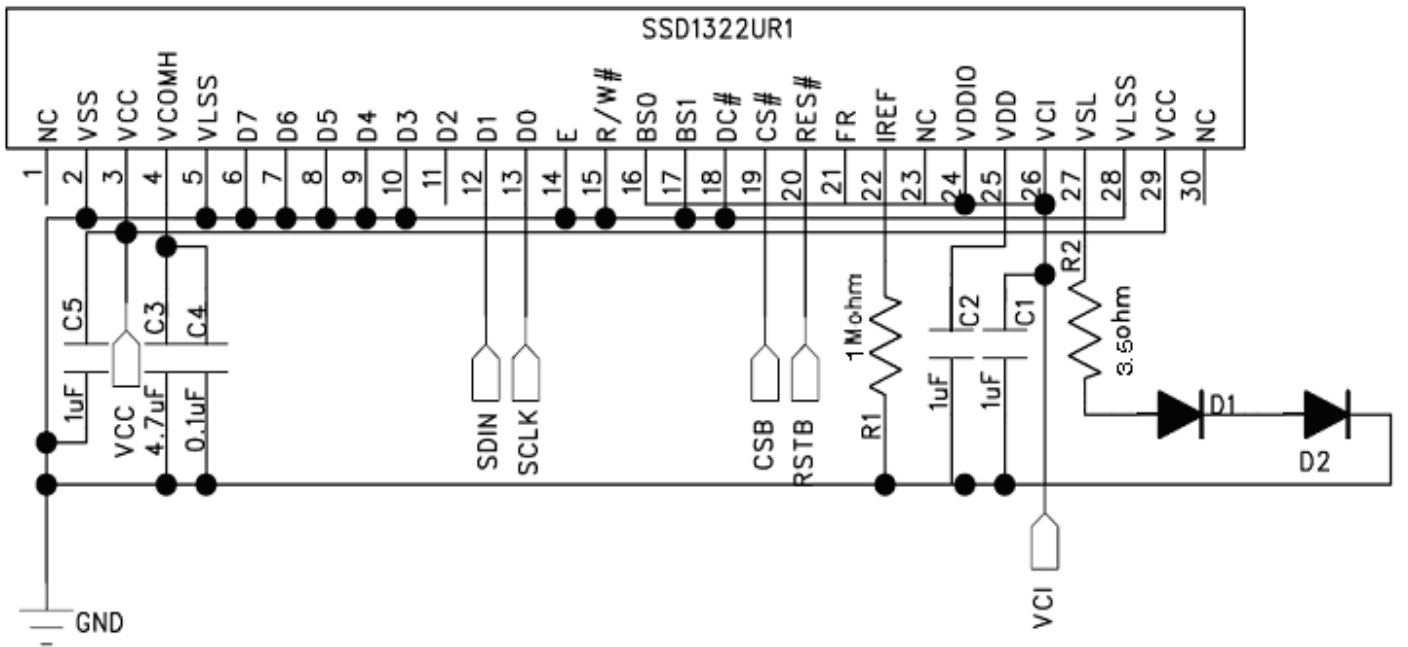 SSD1322UR1
NC
VSS
VCC
VCOMH
VLSS
D7
D6
D5
D4
D3
D2
D1
D0
E
R/W#
BS0
BS1
DC#
CS#
RES#
FR
IREF
NC
VDDIO
VDD
VCI
VSL
VLSS
VCC
NC
1
2
3
4
5
6
7
8
9
10
11
12
13
14
15
16
17
18
19
20
21
22
23
24
25
26
27
28
29
30
C5
1uF
VCC
C3
4.7uF
C4
0.1uF
SDIN
SCLK
CSB
RSTB
1Mohm
R1
C2
1uF
C1
1uF
R2
3.5ohm
D1
D2
VCI
GND